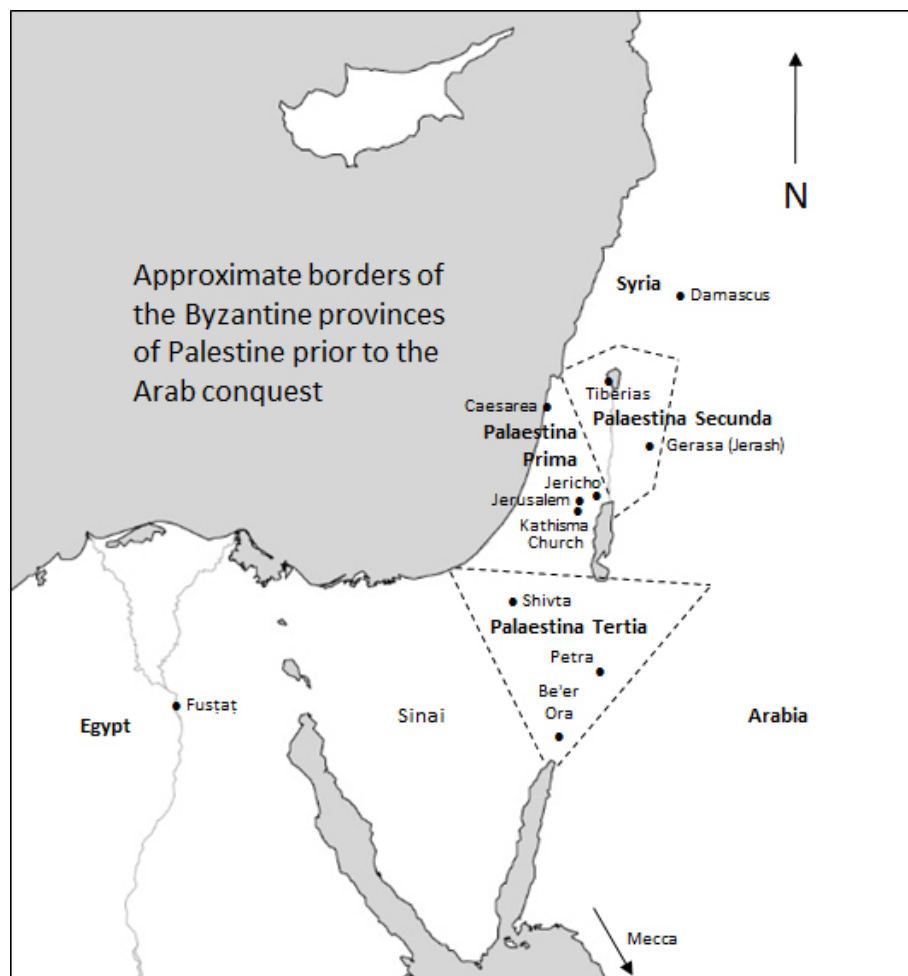 N
Approximate borders of
the Byzantine provinces
of Palestine prior to the
Arab conquest
Syria
Damascus
Tiberias
Caesarea
Palaestina Secunda
Palaestina
Prima
Gerasa (Jerash)
Jericho
Jerusalem
Kathisma
Church
Shivta
Palaestina Tertia
Petra
Be'er
Ora
Fusṭaṭ
Egypt
Sinai
Arabia
Mecca